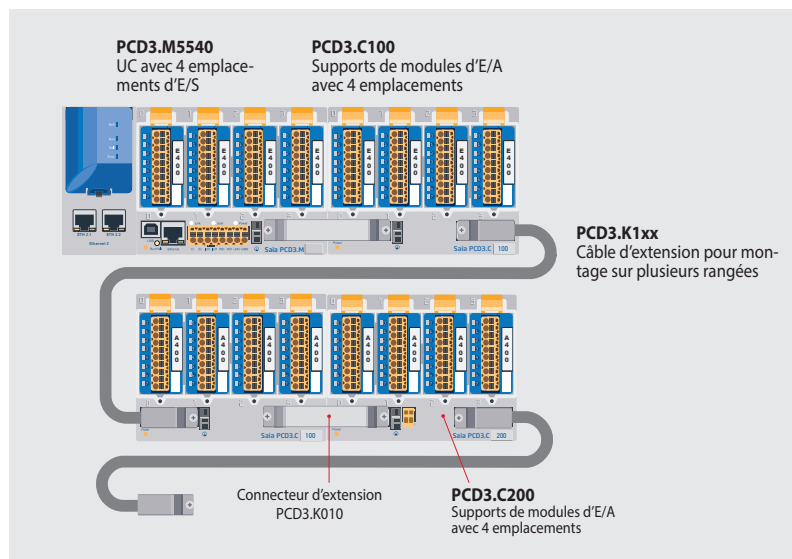 PCD3.M5540
UC avec 4 emplace-
ments d'E/S
PCD3.C100
Supports de modules d'E/A
avec 4 emplacements
E400 E400 E400 E400 E400 E400 E400 E400
ETH 2.1 ETH 2.2
Ethernet 2
Saia PCD3.M
Saia PCD3.C 100
PCD3.K1xx
Câble d'extension pour mon-
tage sur plusieurs rangées
A400 A400 A400 A400 A400 A400 A400 A400
Saia PCD3.C 100
Saia PCD3.C 200
Connecteur d'extension
PCD3.K010
PCD3.C200
Supports de modules d'E/A
avec 4 emplacements